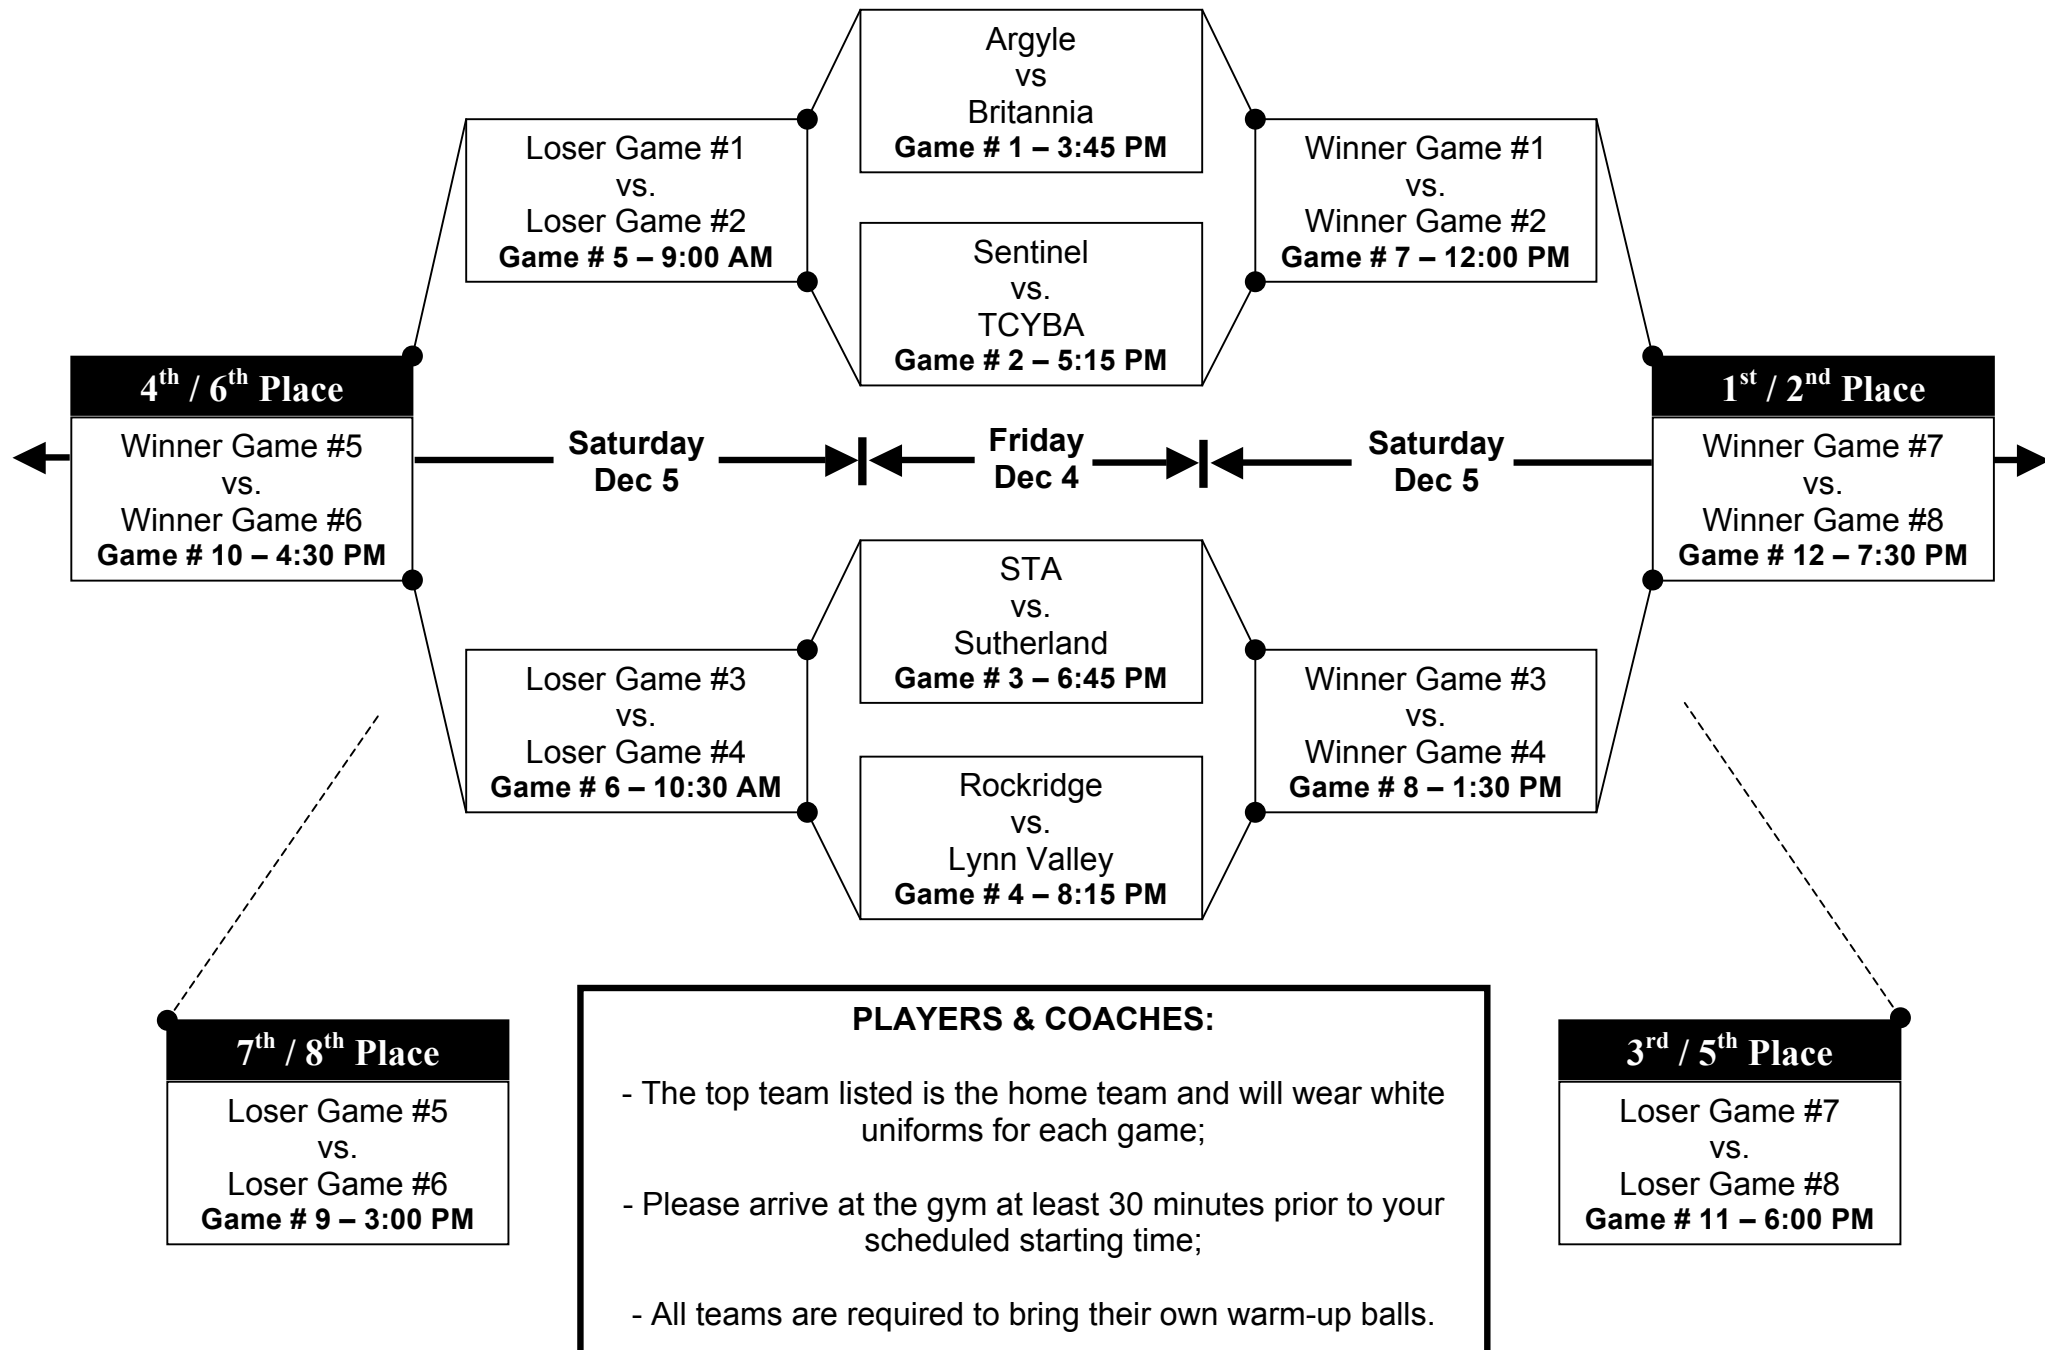 Argyle
vs
Britannia
Game # 1 – 3:45 PM
Loser Game #1
vs.
Loser Game #2
Game # 5 – 9:00 AM
Winner Game #1
vs.
Winner Game #2
Game # 7 – 12:00 PM
Sentinel
vs.
TCYBA
Game # 2 – 5:15 PM
4th / 6th Place
Winner Game #5
vs.
Winner Game #6
Game # 10 – 4:30 PM
Saturday
Dec 5
Friday
Dec 4
Saturday
Dec 5
1st / 2nd Place
Winner Game #7
vs.
Winner Game #8
Game # 12 – 7:30 PM
STA
vs.
Sutherland
Game # 3 – 6:45 PM
Loser Game #3
vs.
Loser Game #4
Game # 6 – 10:30 AM
Winner Game #3
vs.
Winner Game #4
Game # 8 – 1:30 PM
Rockridge
vs.
Lynn Valley
Game # 4 – 8:15 PM
7th / 8th Place
Loser Game #5
vs.
Loser Game #6
Game # 9 – 3:00 PM
PLAYERS & COACHES:
- The top team listed is the home team and will wear white
uniforms for each game;
- Please arrive at the gym at least 30 minutes prior to your
scheduled starting time;
- All teams are required to bring their own warm-up balls.
3rd / 5th Place
Loser Game #7
vs.
Loser Game #8
Game # 11 – 6:00 PM